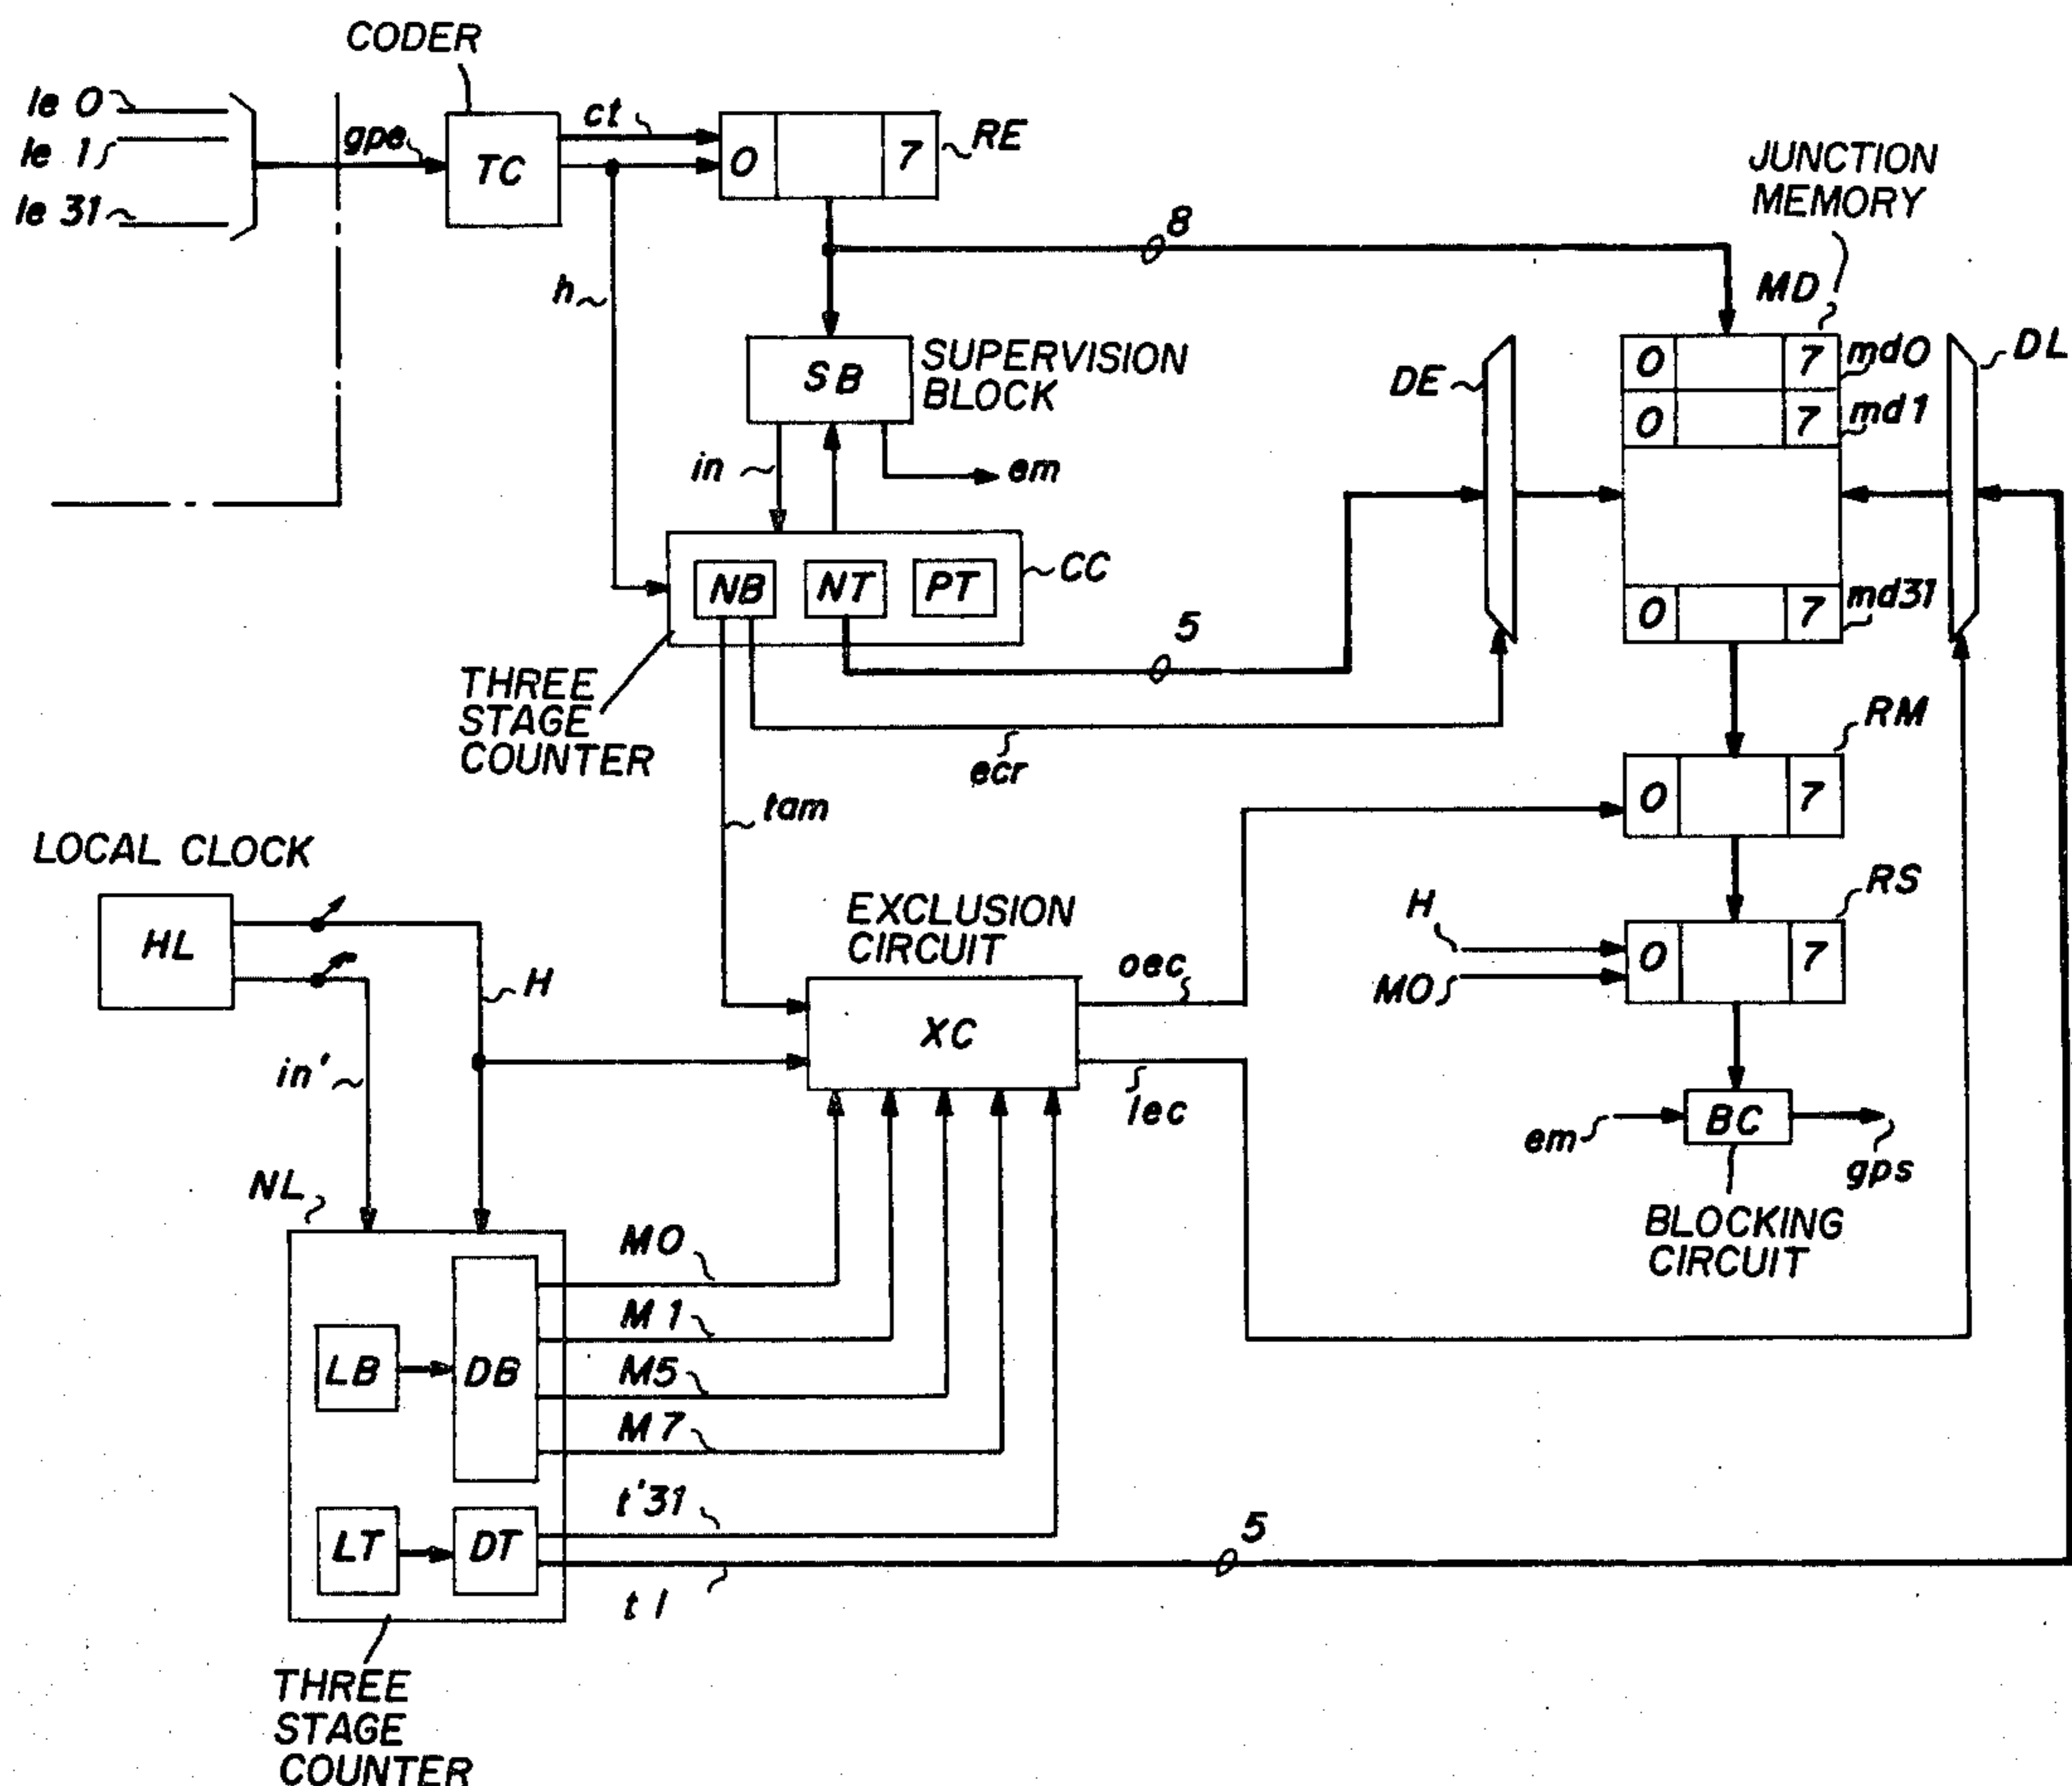 CODER
le 0
le 1
le 31
gpe
TC
ct
0 7
RE
h
8
JUNCTION
MEMORY
MD
SB
SUPERVISION
BLOCK
in
em
DE
0 7 md0
0 7 md1
0 7 md31
DL
NB NT PT
CC
5
THREE
STAGE
COUNTER
ecr
tam
RM
0 7
LOCAL CLOCK
HL
H
in'
EXCLUSION
CIRCUIT
XC
oec
lec
H
MO
RS
0 7
em
BC
gps
BLOCKING
CIRCUIT
NL
MO
M1
M5
M7
LB
DB
LT
DT
t'31
5
tl
THREE
STAGE
COUNTER